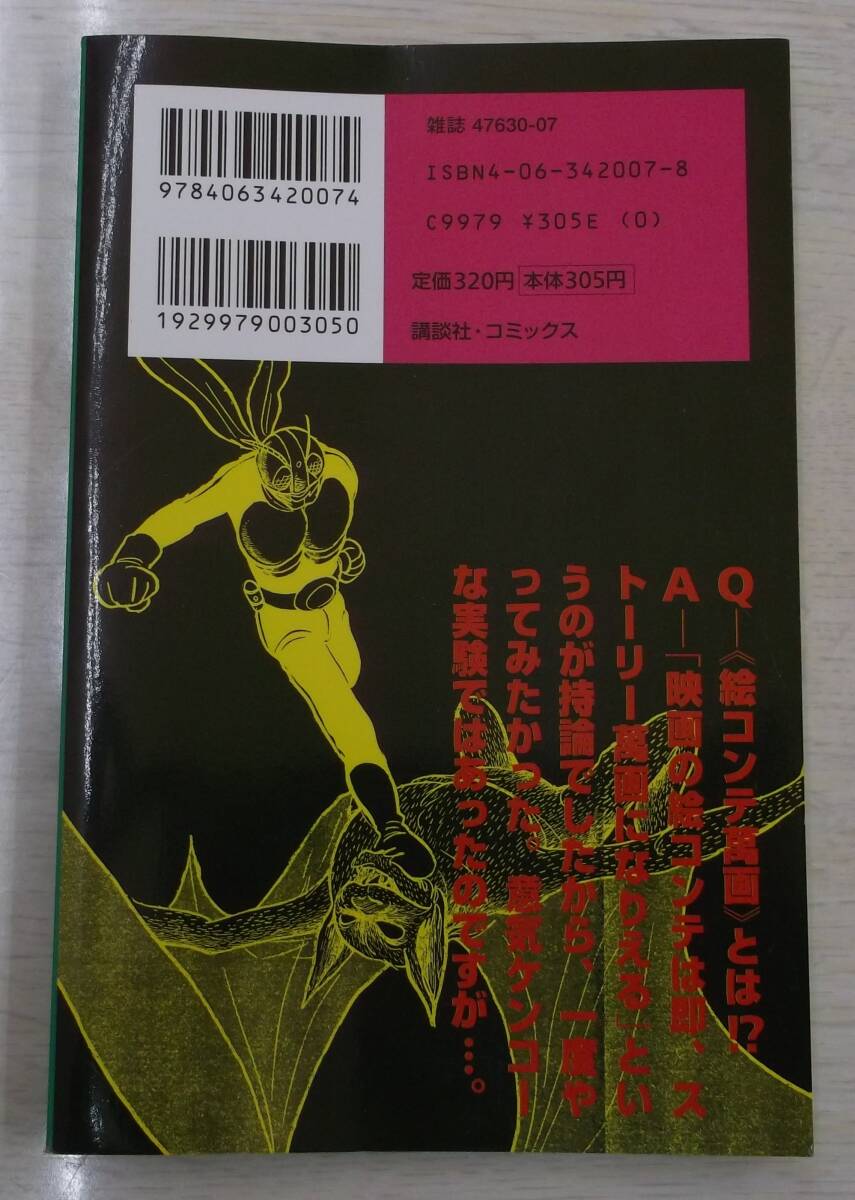 9784063420074
1929979003050
雑誌 47630-07
ISBN4-06-342007-8
C9979 ¥305E (0)
定価320円 本体305円
講談社・コミックス
Q―《絵コンテ萬画》とは!?
A―「映画の絵コンテは即、ス
トーリー萬画になりえる」とい
うのが持論でしたから、一度や
ってみたかった。意気ケンコー
な実験ではあったのですが…。